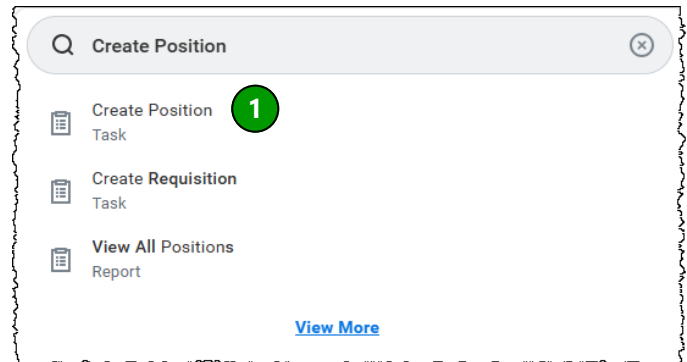 Create Position
Create Position 1
Task
Create Requisition
Task
View All Positions
Report
View More